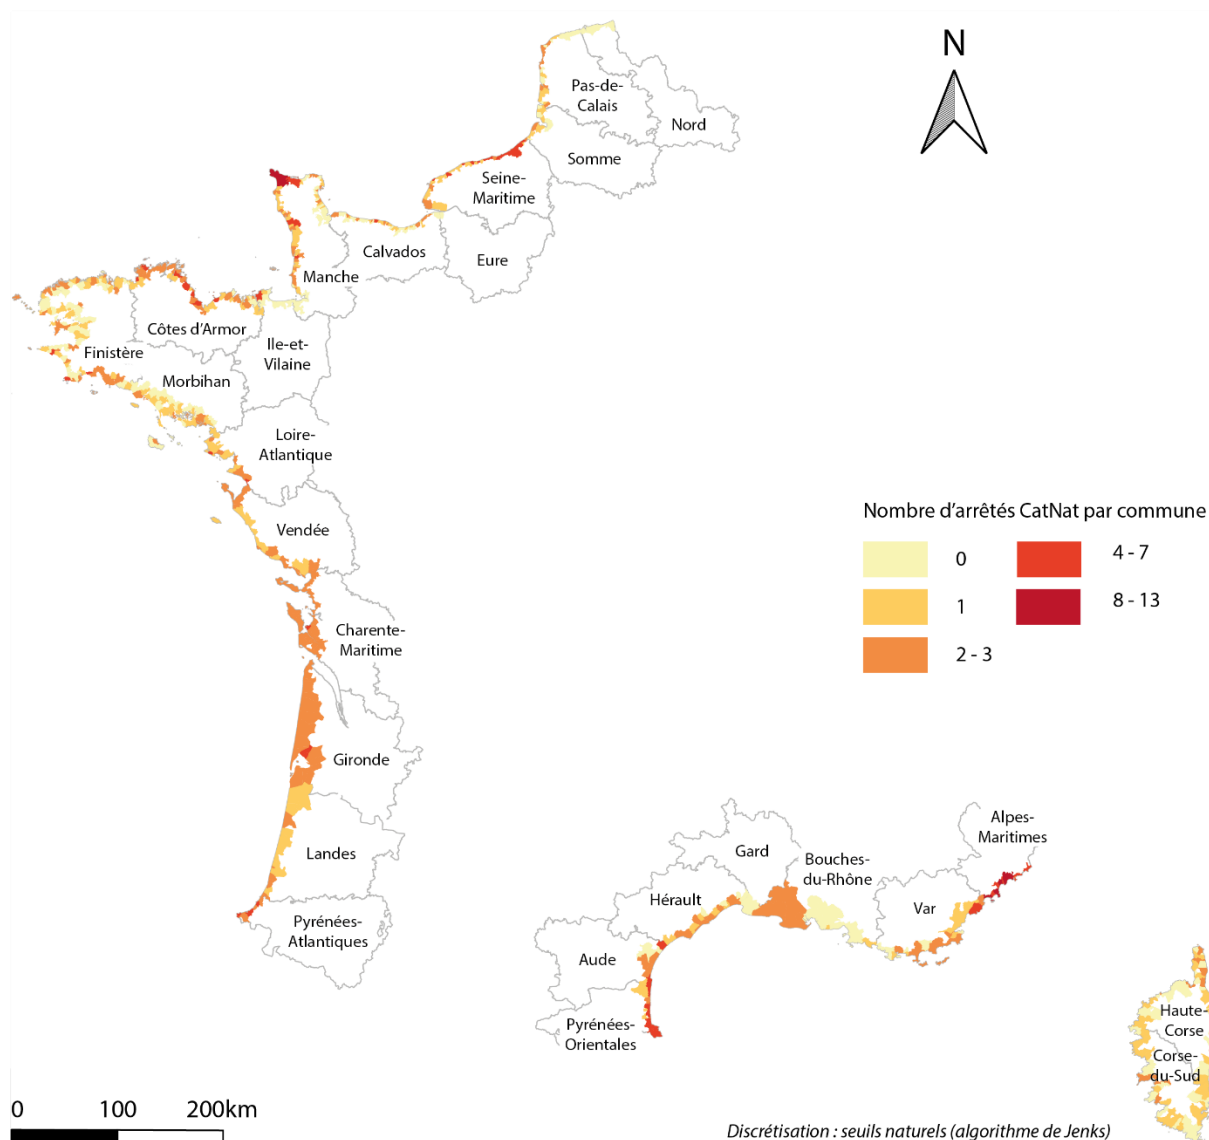 N
Pas-de-
Calais
Nord
Somme
Seine-
Maritime
Calvados
Eure
Manche
Côtes d'Armor
Ile-et-
Vilaine
Finistère
Morbihan
Loire-
Atlantique
Vendée
Nombre d'arrêtés CatNat par commune
0
4 - 7
1
8 - 13
2 - 3
Charente-
Maritime
Gironde
Landes
Pyrénées-
Atlantiques
Alpes-
Maritimes
Gard
Bouches-
du-Rhône
Hérault
Var
Aude
Pyrénées-
Orientales
Haute-
Corse
Corse-
du-Sud
0 100 200km
Discrétisation : seuils naturels (algorithme de Jenks)